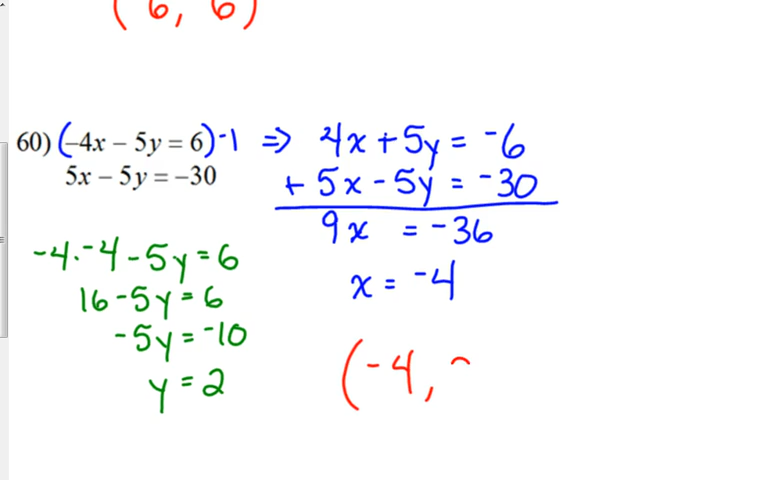 (6, 6)
60) (-4x – 5y = 6)-1 ⇒ 4x + 5y = -6
5x – 5y = –30
+ 5x - 5y = -30
9x = -36
x = -4
-4·-4 - 5y = 6
16 - 5y = 6
-5y = -10
y = 2
(-4,